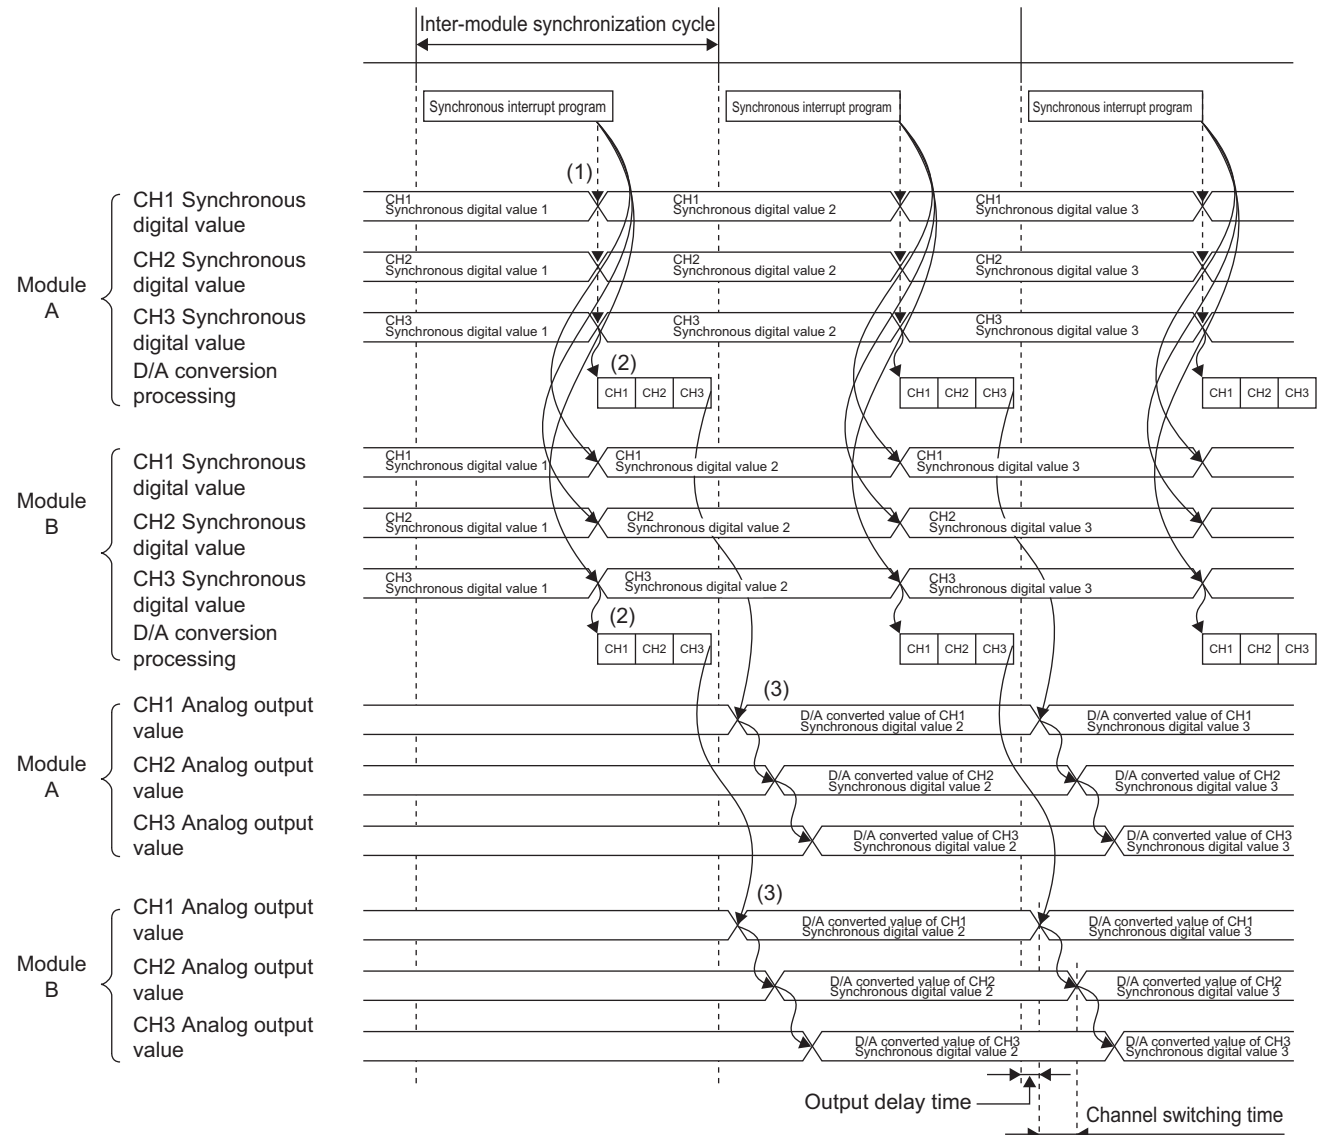 Inter-module synchronization cycle
Synchronous interrupt program
Synchronous interrupt program
Synchronous interrupt program
(1)
Module
A
CH1 Synchronous
digital value
CH1
Synchronous digital value 1
CH1
Synchronous digital value 2
CH1
Synchronous digital value 3
CH2 Synchronous
digital value
CH2
Synchronous digital value 1
CH2
Synchronous digital value 2
CH2
Synchronous digital value 3
CH3 Synchronous
digital value
CH3
Synchronous digital value 1
CH3
Synchronous digital value 2
CH3
Synchronous digital value 3
D/A conversion
processing
(2)
CH1 CH2 CH3
CH1 CH2 CH3
CH1 CH2 CH3
Module
B
CH1 Synchronous
digital value
CH1
Synchronous digital value 1
CH1
Synchronous digital value 2
CH1
Synchronous digital value 3
CH2 Synchronous
digital value
CH2
Synchronous digital value 1
CH2
Synchronous digital value 2
CH2
Synchronous digital value 3
CH3 Synchronous
digital value
CH3
Synchronous digital value 1
CH3
Synchronous digital value 2
CH3
Synchronous digital value 3
D/A conversion
processing
(2)
CH1 CH2 CH3
CH1 CH2 CH3
CH1 CH2 CH3
Module
A
(3)
CH1 Analog output
value
D/A converted value of CH1
Synchronous digital value 2
D/A converted value of CH1
Synchronous digital value 3
CH2 Analog output
value
D/A converted value of CH2
Synchronous digital value 2
D/A converted value of CH2
Synchronous digital value 3
CH3 Analog output
value
D/A converted value of CH3
Synchronous digital value 2
D/A converted value of CH3
Synchronous digital value 3
Module
B
(3)
CH1 Analog output
value
D/A converted value of CH1
Synchronous digital value 2
D/A converted value of CH1
Synchronous digital value 3
CH2 Analog output
value
D/A converted value of CH2
Synchronous digital value 2
D/A converted value of CH2
Synchronous digital value 3
CH3 Analog output
value
D/A converted value of CH3
Synchronous digital value 2
D/A converted value of CH3
Synchronous digital value 3
Output delay time
Channel switching time